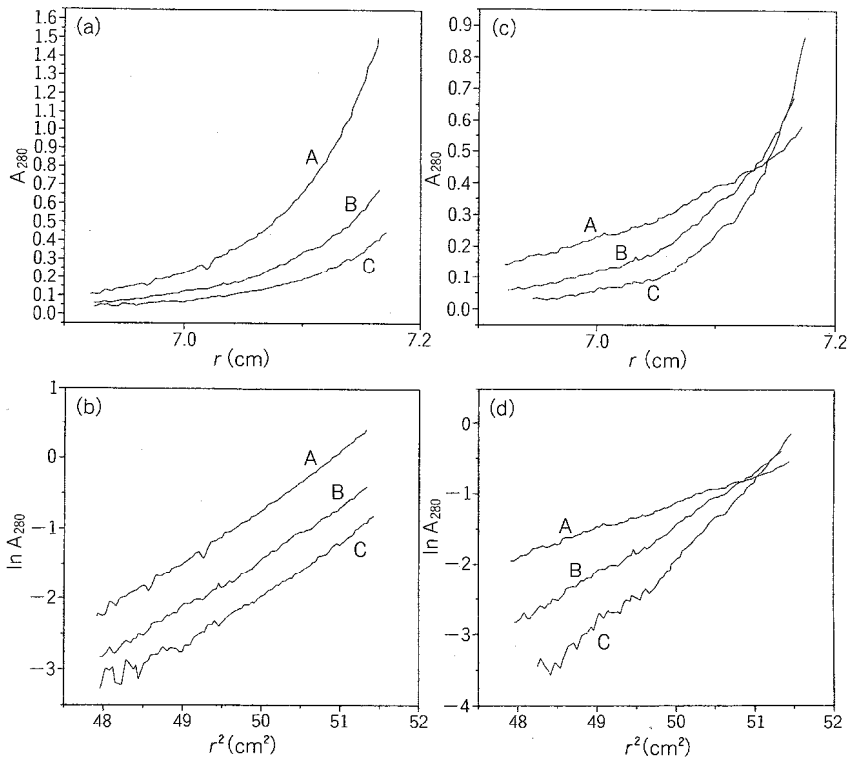 (a)
A₂₈₀
1.6
1.5
1.4
1.3
1.2
1.1
1.0
0.9
0.8
0.7
0.6
0.5
0.4
0.3
0.2
0.1
0.0
A
B
C
7.0
7.2
r (cm)
(c)
A₂₈₀
0.9
0.8
0.7
0.6
0.5
0.4
0.3
0.2
0.1
0.0
A
B
C
7.0
7.2
r (cm)
(b)
ln A₂₈₀
1
0
−1
−2
−3
A
B
C
48
49
50
51
52
r² (cm²)
(d)
ln A₂₈₀
0
−1
−2
−3
−4
A
B
C
48
49
50
51
52
r² (cm²)